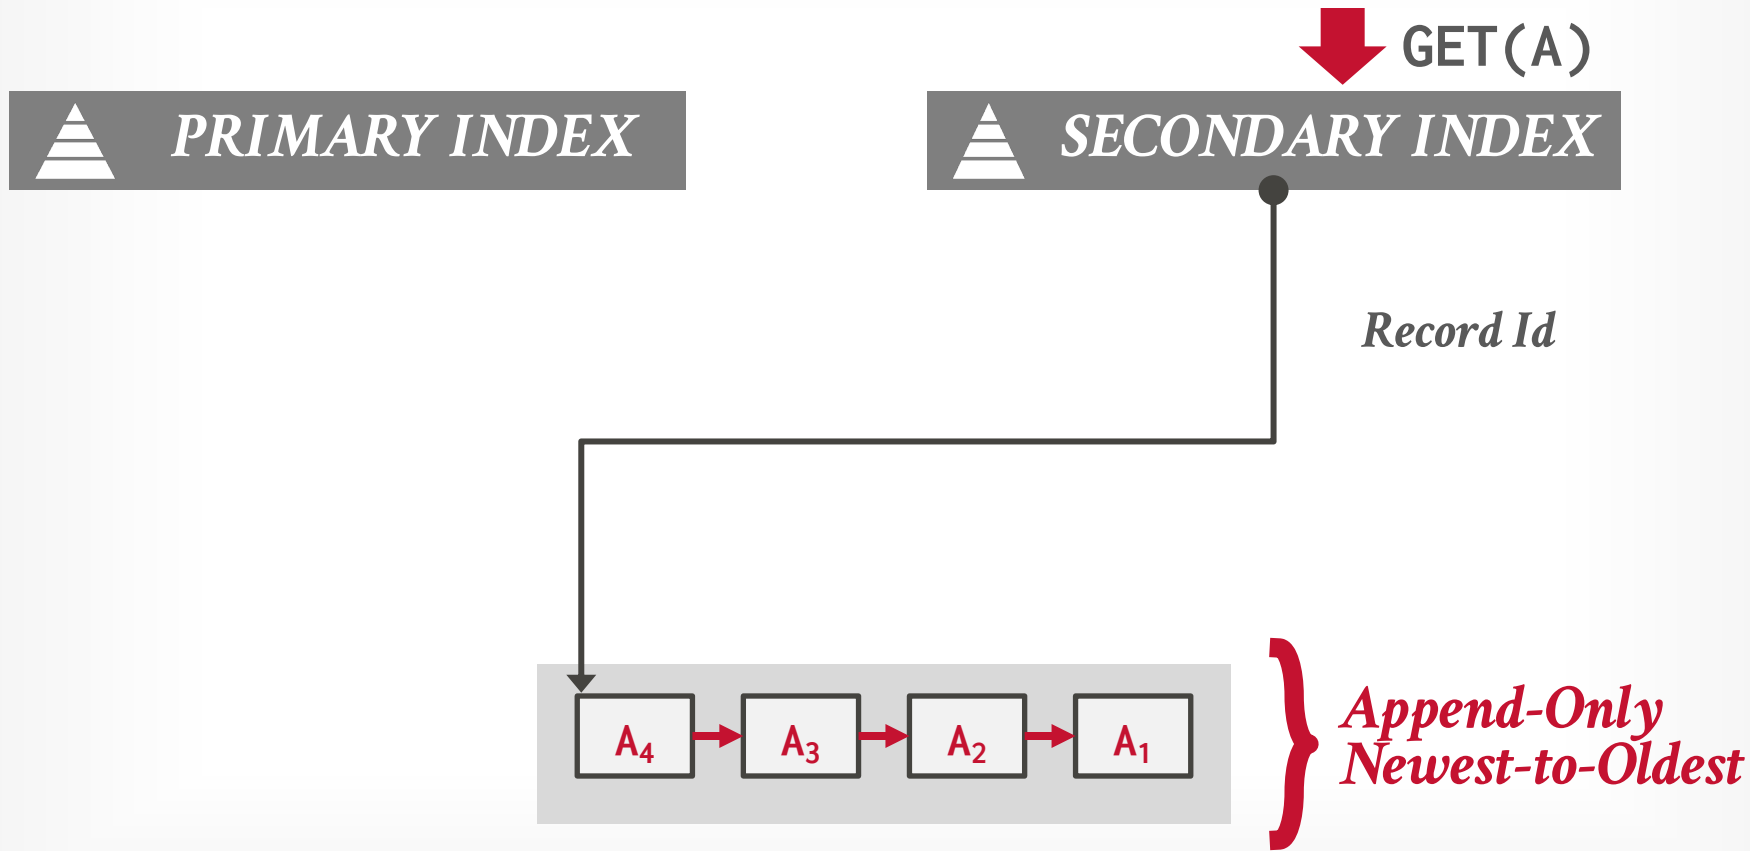 GET(A)
PRIMARY INDEX
SECONDARY INDEX
Record Id
A4
A3
A2
A1
Append-Only
Newest-to-Oldest